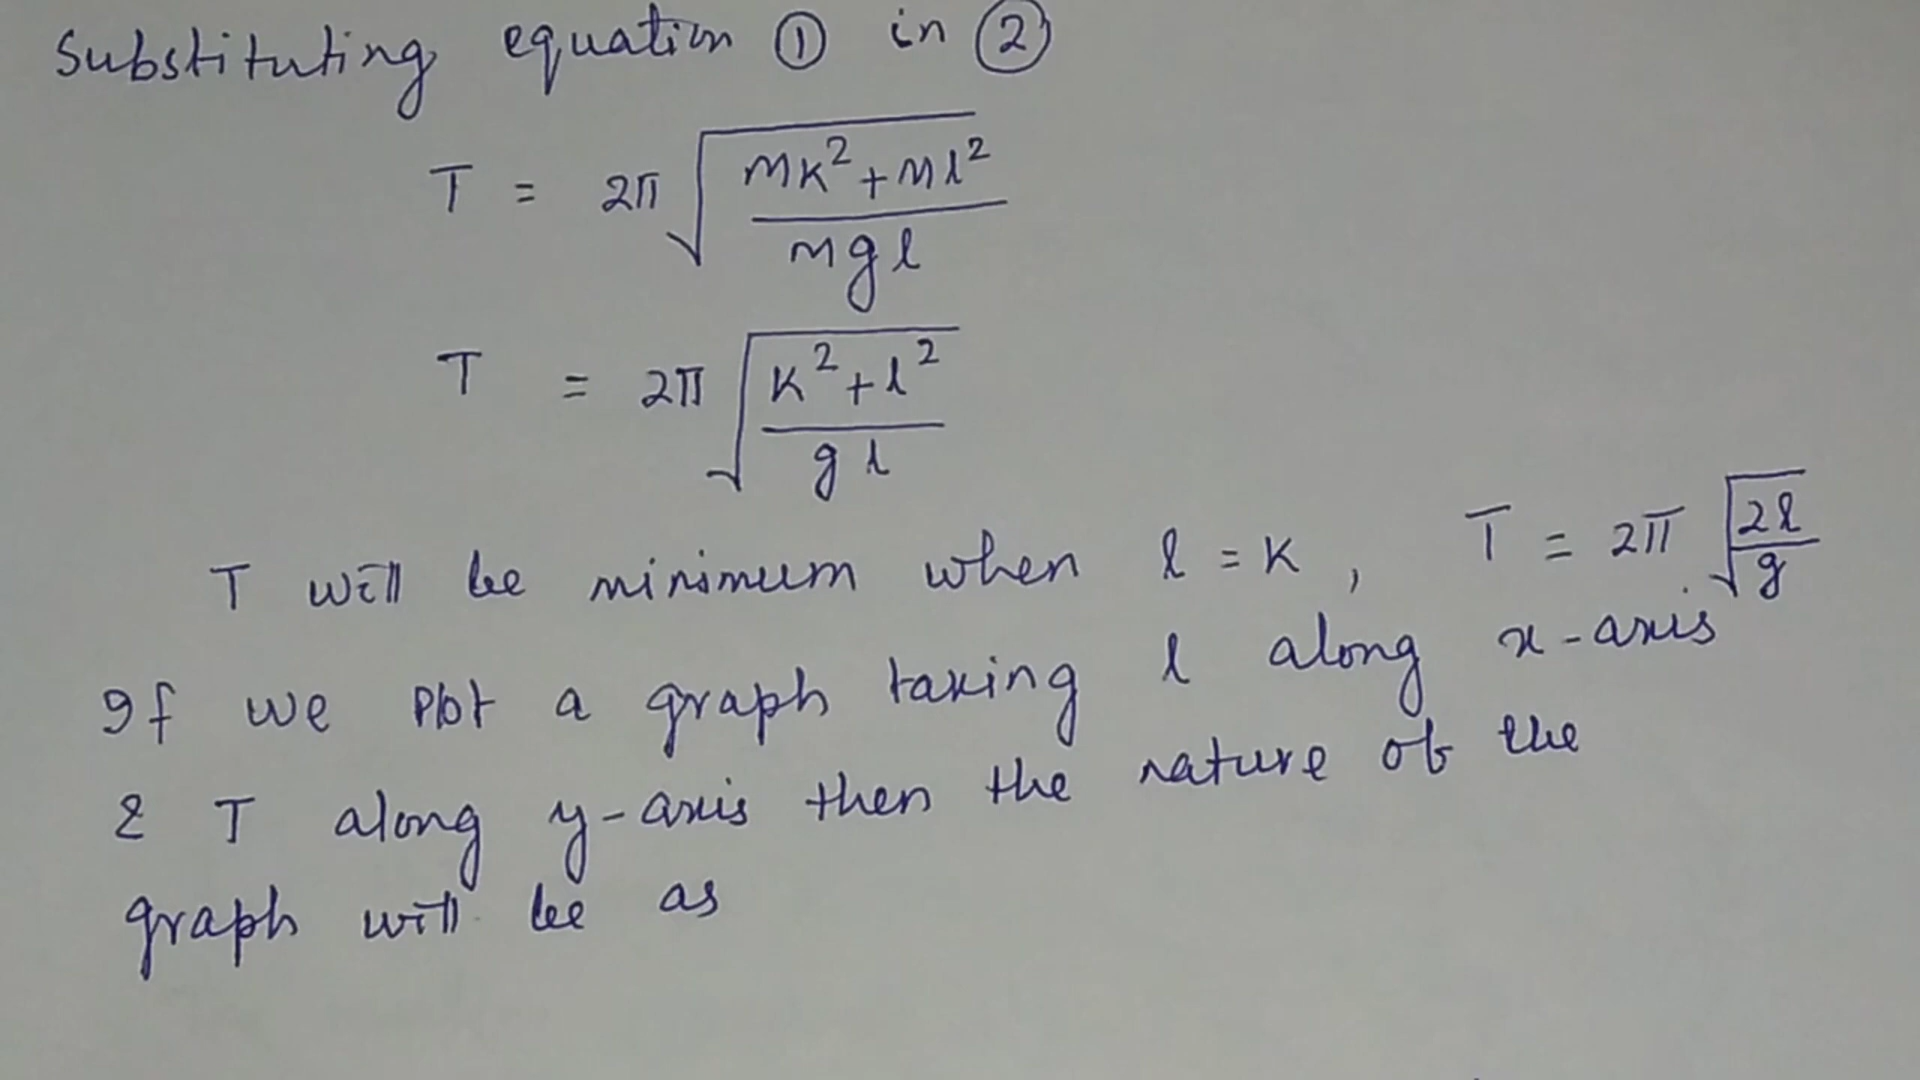 Substituting equation ① in ②
T = 2π √((mk²+ml²)/(mgl))
T = 2π √((k²+l²)/(gl))
T will be minimum when l = k, T = 2π √(2l/g)
If we plot a graph taking l along x-axis
& T along y-axis then the nature of the
graph will be as